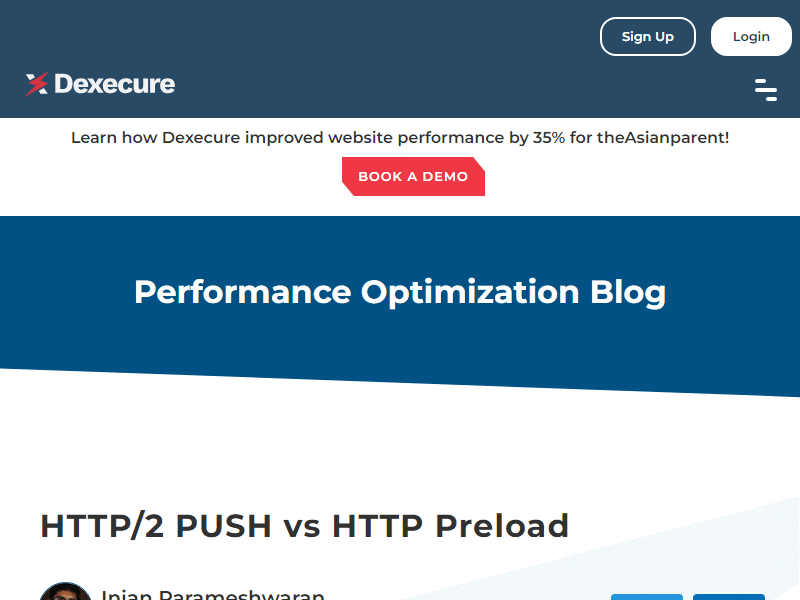 Sign Up
Login
Dexecure
Learn how Dexecure improved website performance by 35% for theAsianparent!
BOOK A DEMO
Performance Optimization Blog
HTTP/2 PUSH vs HTTP Preload
Inian Parameshwaran